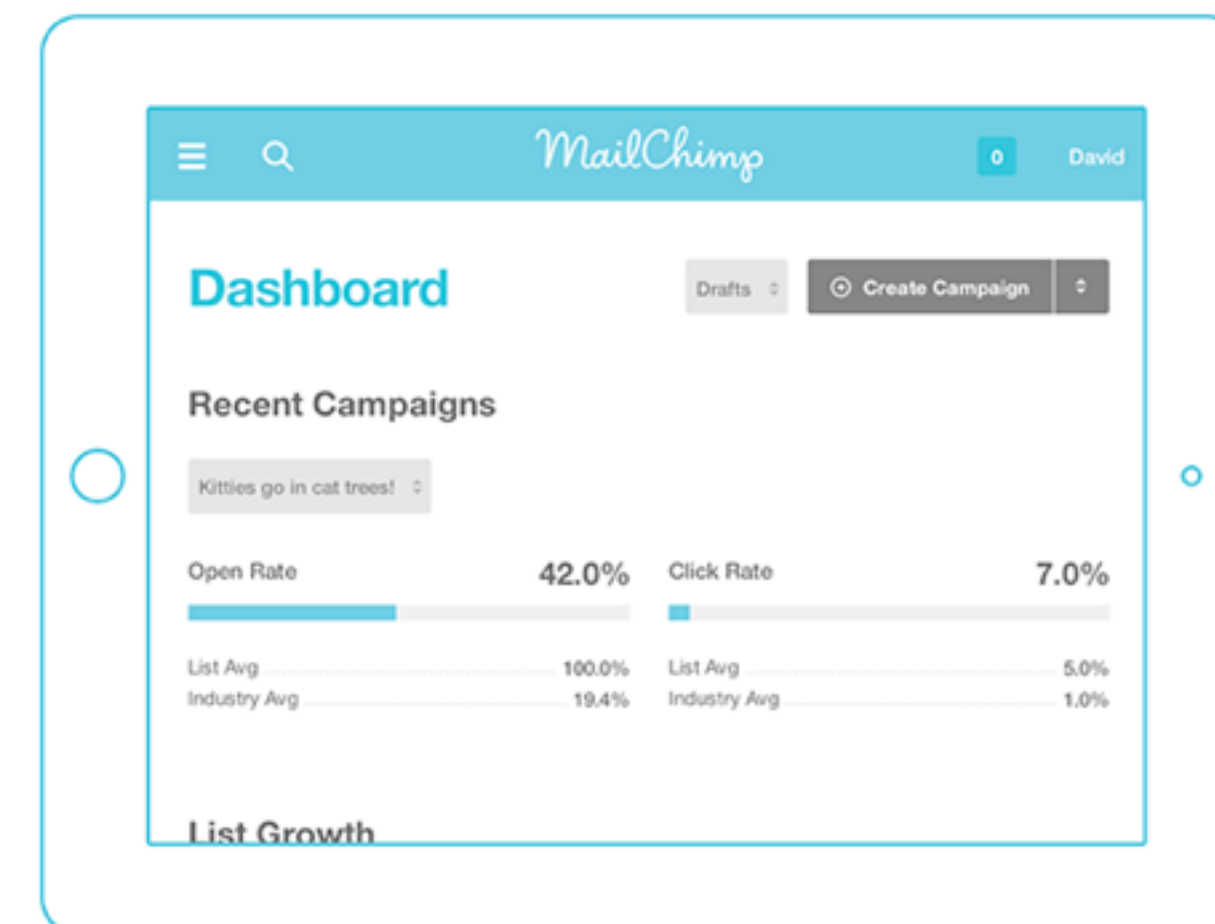 MailChimp 0 David
Dashboard Drafts Create Campaign
Recent Campaigns
Kitties go in cat trees!
Open Rate 42.0% Click Rate 7.0%
List Avg 100.0% List Avg 5.0%
Industry Avg 19.4% Industry Avg 1.0%
List Growth